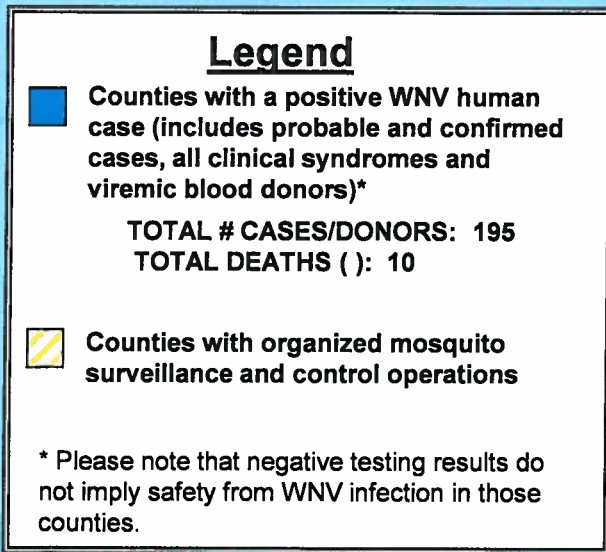 Legend
Counties with a positive WNV human
case (includes probable and confirmed
cases, all clinical syndromes and
viremic blood donors)*
TOTAL # CASES/DONORS: 195
TOTAL DEATHS ( ): 10
Counties with organized mosquito
surveillance and control operations
* Please note that negative testing results do
not imply safety from WNV infection in those
counties.